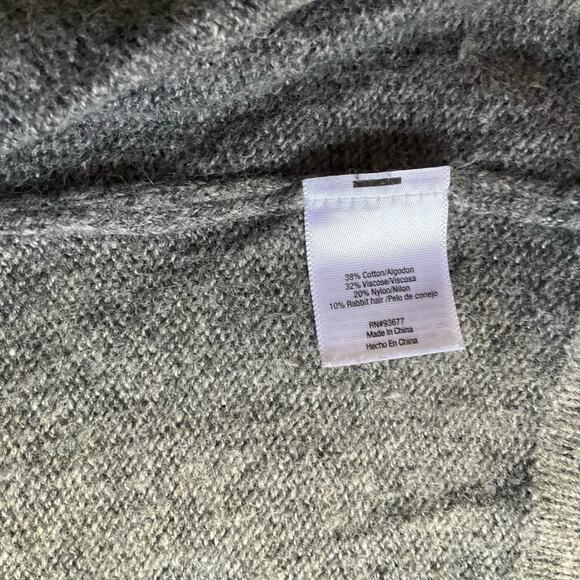 38% Cotton/Algodon
32% Viscose/Viscosa
20% Nylon/Nilon
10% Rabbit hair /Pelo de conejo
RN#93677
Made In China
Hecho En China